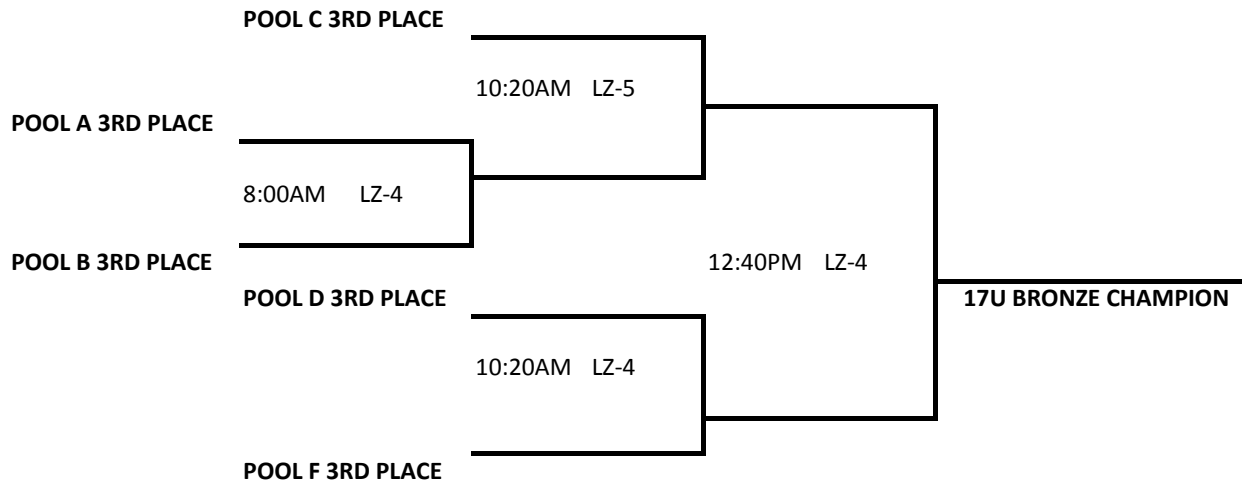 POOL C 3RD PLACE
10:20AM LZ-5
POOL A 3RD PLACE
8:00AM LZ-4
POOL B 3RD PLACE
12:40PM LZ-4
POOL D 3RD PLACE
17U BRONZE CHAMPION
10:20AM LZ-4
POOL F 3RD PLACE